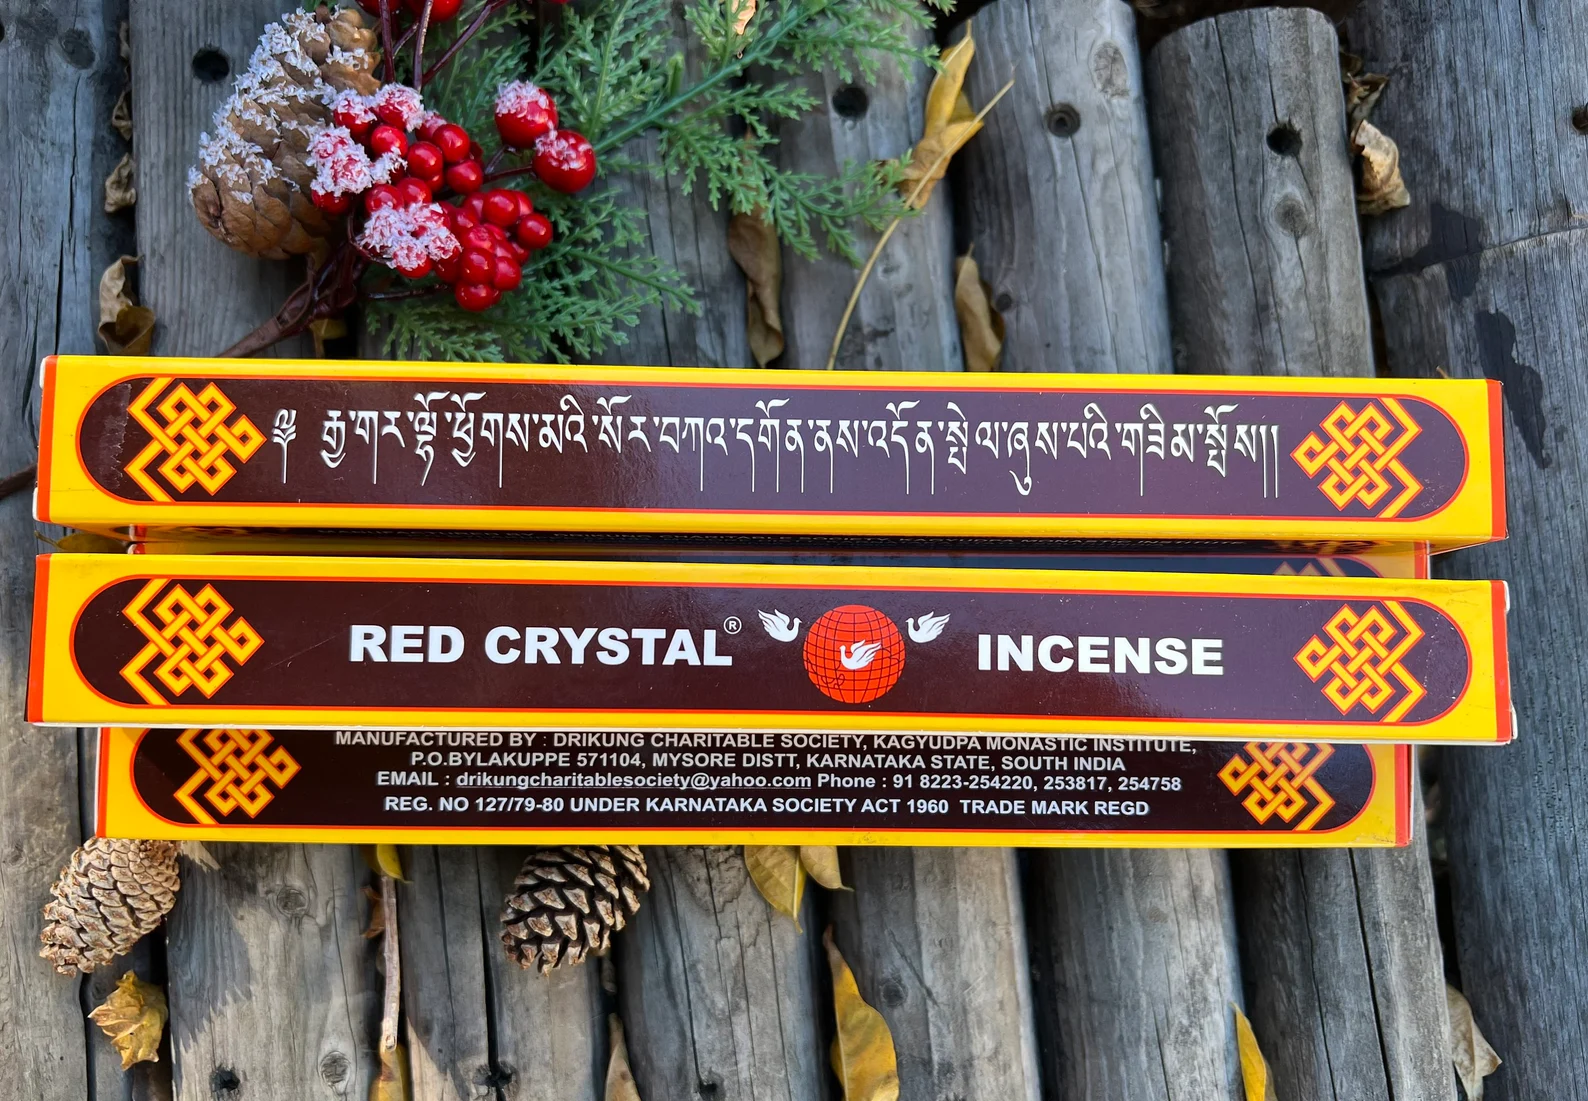 ༄ རྒྱ་གར་ལྷོ་ཕྱོགས་མའི་སོར་བཀའ་དགོན་ནས་འདོན་སྤེལ་ཞུས་པའི་གཟིམ་སྤོས༎
RED CRYSTAL® INCENSE
MANUFACTURED BY : DRIKUNG CHARITABLE SOCIETY, KAGYUDPA MONASTIC INSTITUTE,
P.O.BYLAKUPPE 571104, MYSORE DISTT, KARNATAKA STATE, SOUTH INDIA
EMAIL : drikungcharitablesociety@yahoo.com Phone : 91 8223-254220, 253817, 254758
REG. NO 127/79-80 UNDER KARNATAKA SOCIETY ACT 1960 TRADE MARK REGD